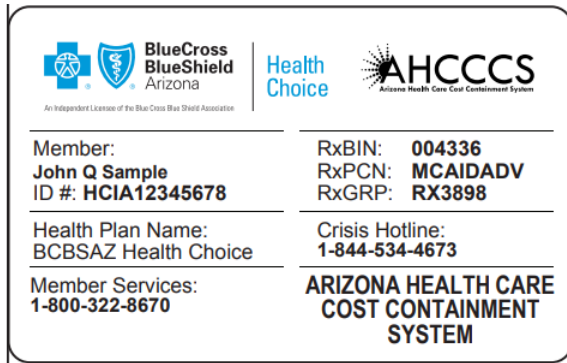 BlueCross
BlueShield
Arizona
An Independent Licensee of the Blue Cross Blue Shield Association
Health
Choice
AHCCCS
Arizona Health Care Cost Containment System
Member:
John Q Sample
ID #: HCIA12345678
RxBIN: 004336
RxPCN: MCAIDADV
RxGRP: RX3898
Health Plan Name:
BCBSAZ Health Choice
Crisis Hotline:
1-844-534-4673
Member Services:
1-800-322-8670
ARIZONA HEALTH CARE
COST CONTAINMENT
SYSTEM